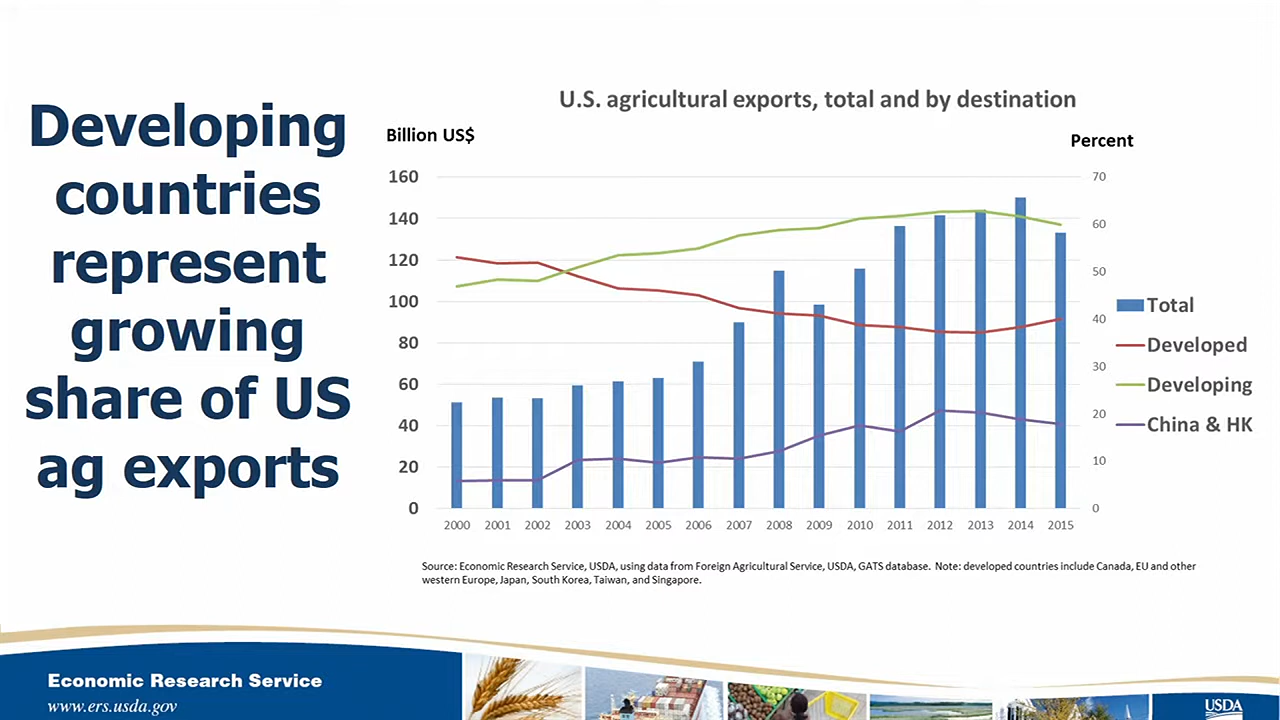 Developing
countries
represent
growing
share of US
ag exports
U.S. agricultural exports, total and by destination
Billion US$
Percent
160
140
120
100
80
60
40
20
0
70
60
50
40
30
20
10
0
2000 2001 2002 2003 2004 2005 2006 2007 2008 2009 2010 2011 2012 2013 2014 2015
Total
Developed
Developing
China & HK
Source: Economic Research Service, USDA, using data from Foreign Agricultural Service, USDA, GATS database. Note: developed countries include Canada, EU and other
western Europe, Japan, South Korea, Taiwan, and Singapore.
Economic Research Service
www.ers.usda.gov
USDA